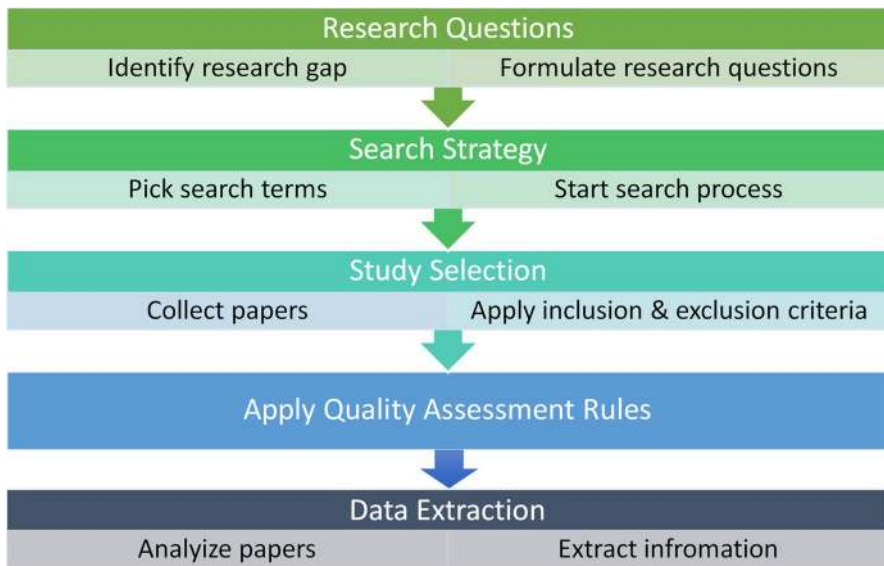 Research Questions
Identify research gap
Formulate research questions
Search Strategy
Pick search terms
Start search process
Study Selection
Collect papers
Apply inclusion & exclusion criteria
Apply Quality Assessment Rules
Data Extraction
Analyize papers
Extract infromation